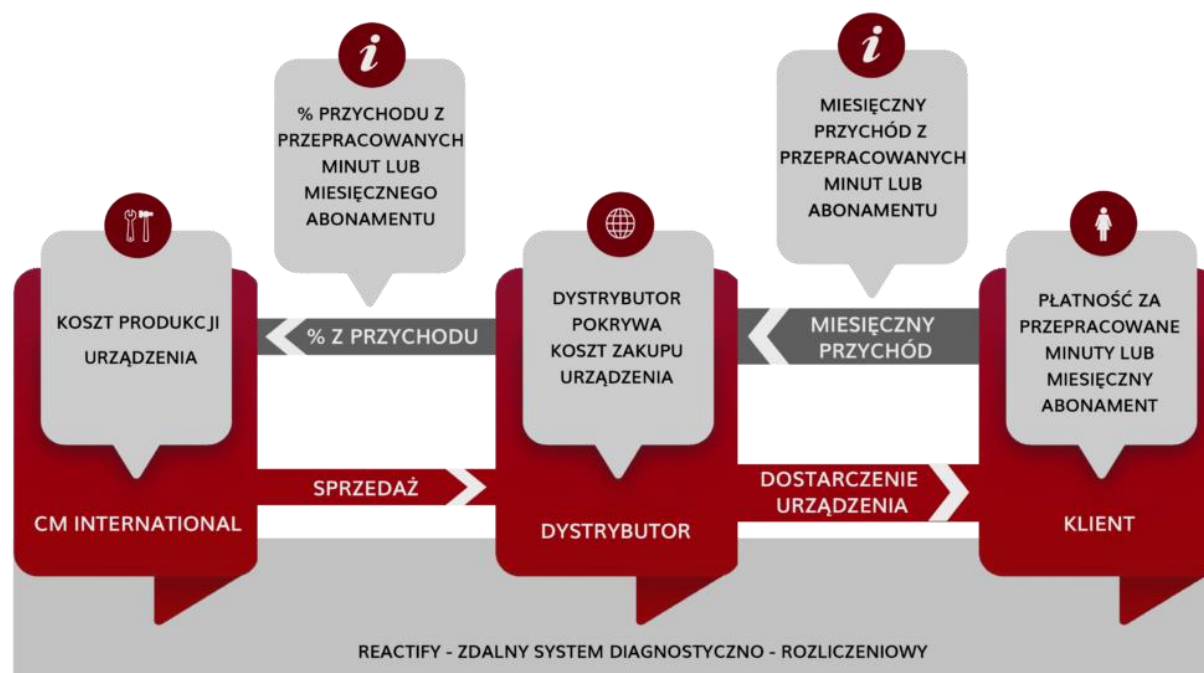 % PRZYCHODU Z
PRZEPRACOWANYCH
MINUT LUB
MIESIĘCZNEGO
ABONAMENTU
MIESIĘCZNY
PRZYCHÓD Z
PRZEPRACOWANYCH
MINUT LUB
ABONAMENTU
KOSZT PRODUKCJI
URZĄDZENIA
% Z PRZYCHODU
DYSTRYBUTOR
POKRYWA
KOSZT ZAKUPU
URZĄDZENIA
MIESIĘCZNY
PRZYCHÓD
PŁATNOŚĆ ZA
PRZEPRACOWANE
MINUTY LUB
MIESIĘCZNY
ABONAMENT
CM INTERNATIONAL
SPRZEDAŻ
DYSTRYBUTOR
DOSTARCZENIE
URZĄDZENIA
KLIENT
REACTIFY - ZDALNY SYSTEM DIAGNOSTYCZNO - ROZLICZENIOWY